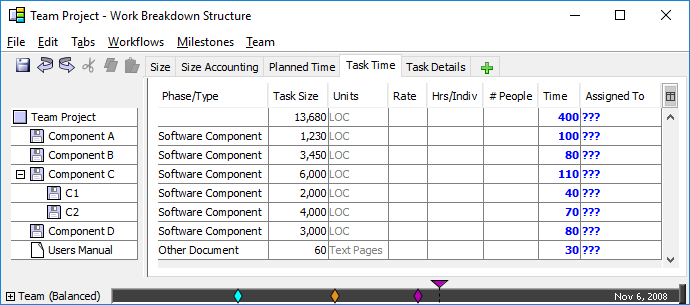 Team Project - Work Breakdown Structure
File Edit Tabs Workflows Milestones Team
Size Size Accounting Planned Time Task Time Task Details
Phase/Type Task Size Units Rate Hrs/Indiv # People Time Assigned To
Team Project 13,680 LOC 400 ???
Component A Software Component 1,230 LOC 100 ???
Component B Software Component 3,450 LOC 80 ???
Component C Software Component 6,000 LOC 110 ???
C1 Software Component 2,000 LOC 40 ???
C2 Software Component 4,000 LOC 70 ???
Component D Software Component 3,000 LOC 80 ???
Users Manual Other Document 60 Text Pages 30 ???
Team (Balanced) Nov 6, 2008